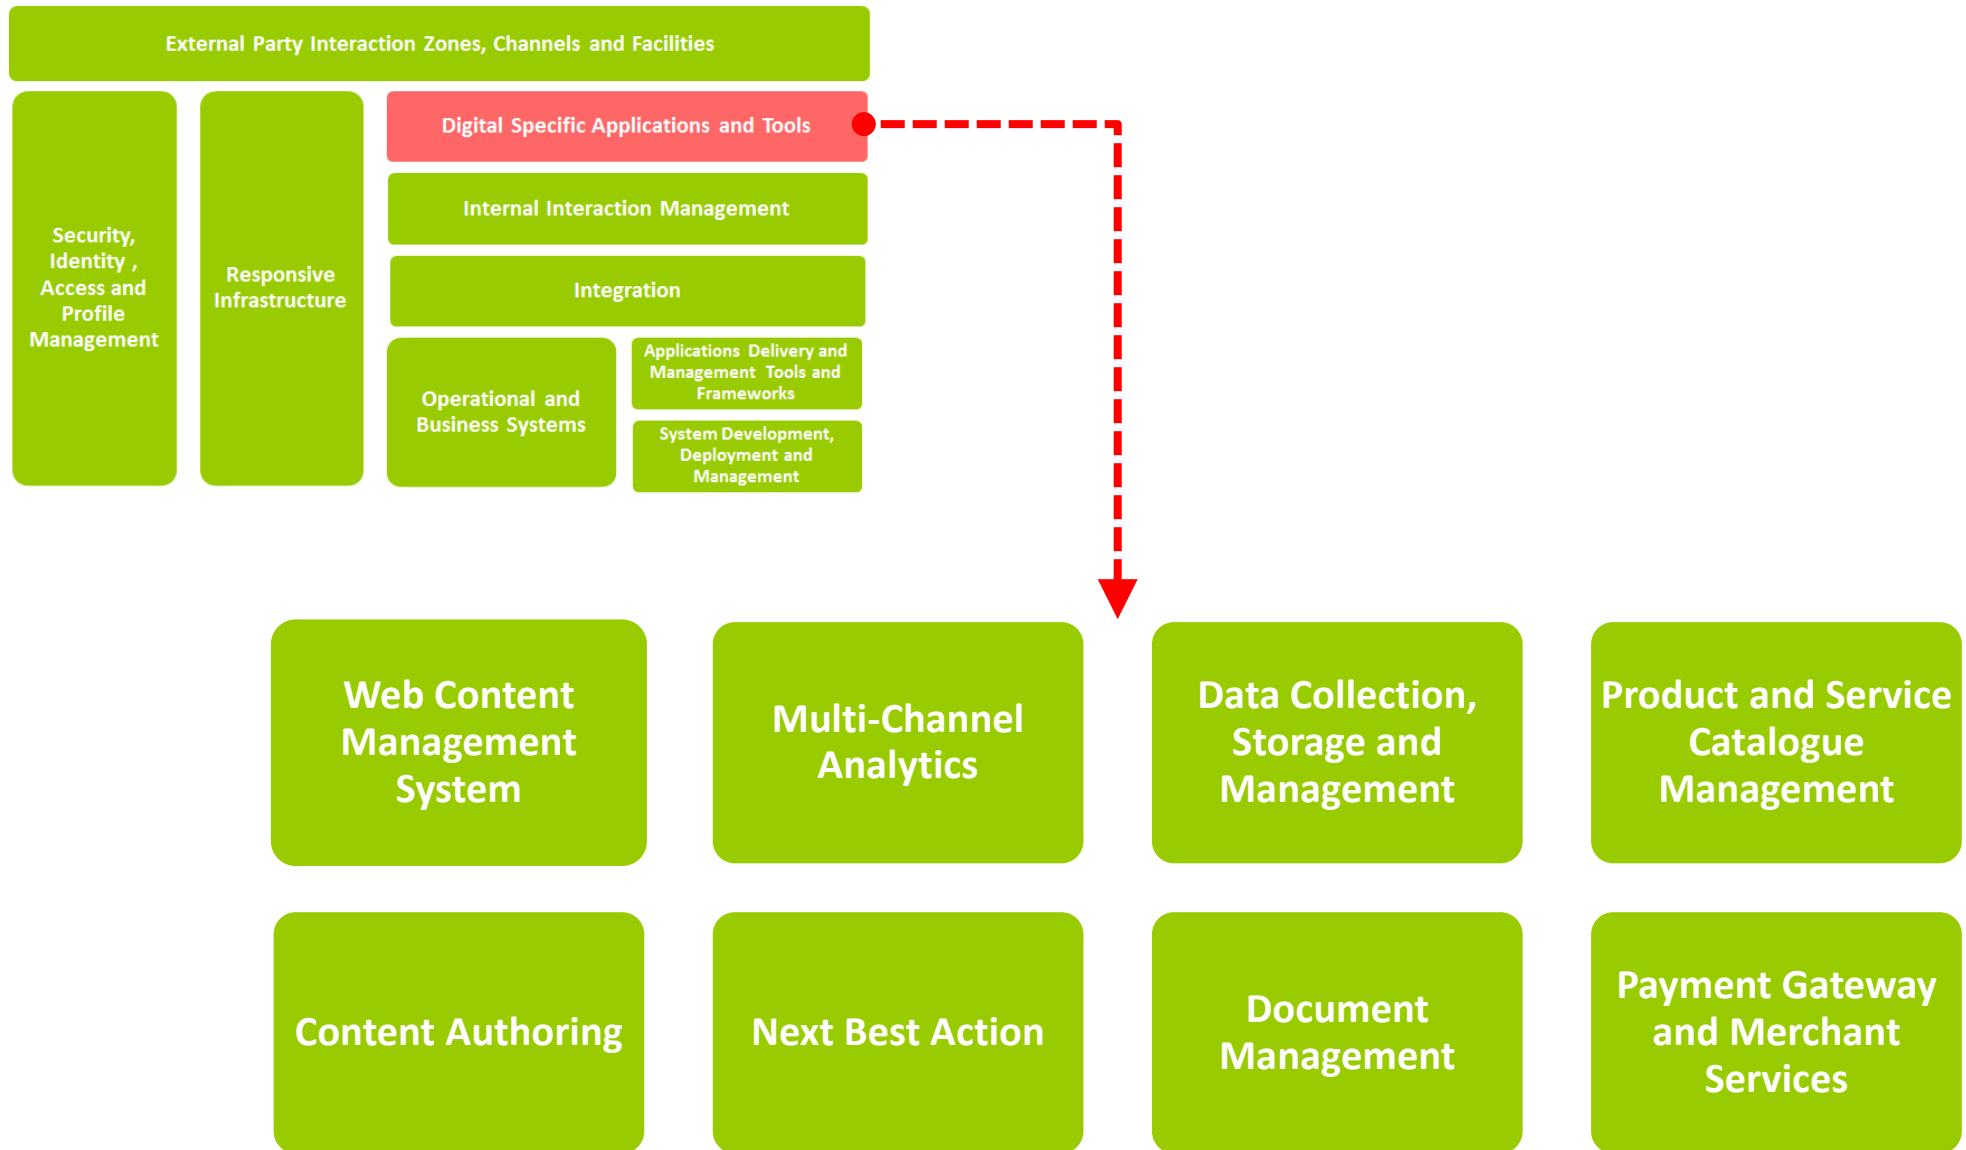 External Party Interaction Zones, Channels and Facilities
Security,
Identity ,
Access and
Profile
Management
Responsive
Infrastructure
Digital Specific Applications and Tools
Internal Interaction Management
Integration
Operational and
Business Systems
Applications Delivery and
Management Tools and
Frameworks
System Development,
Deployment and
Management
Web Content
Management
System
Multi-Channel
Analytics
Data Collection,
Storage and
Management
Product and Service
Catalogue
Management
Content Authoring
Next Best Action
Document
Management
Payment Gateway
and Merchant
Services